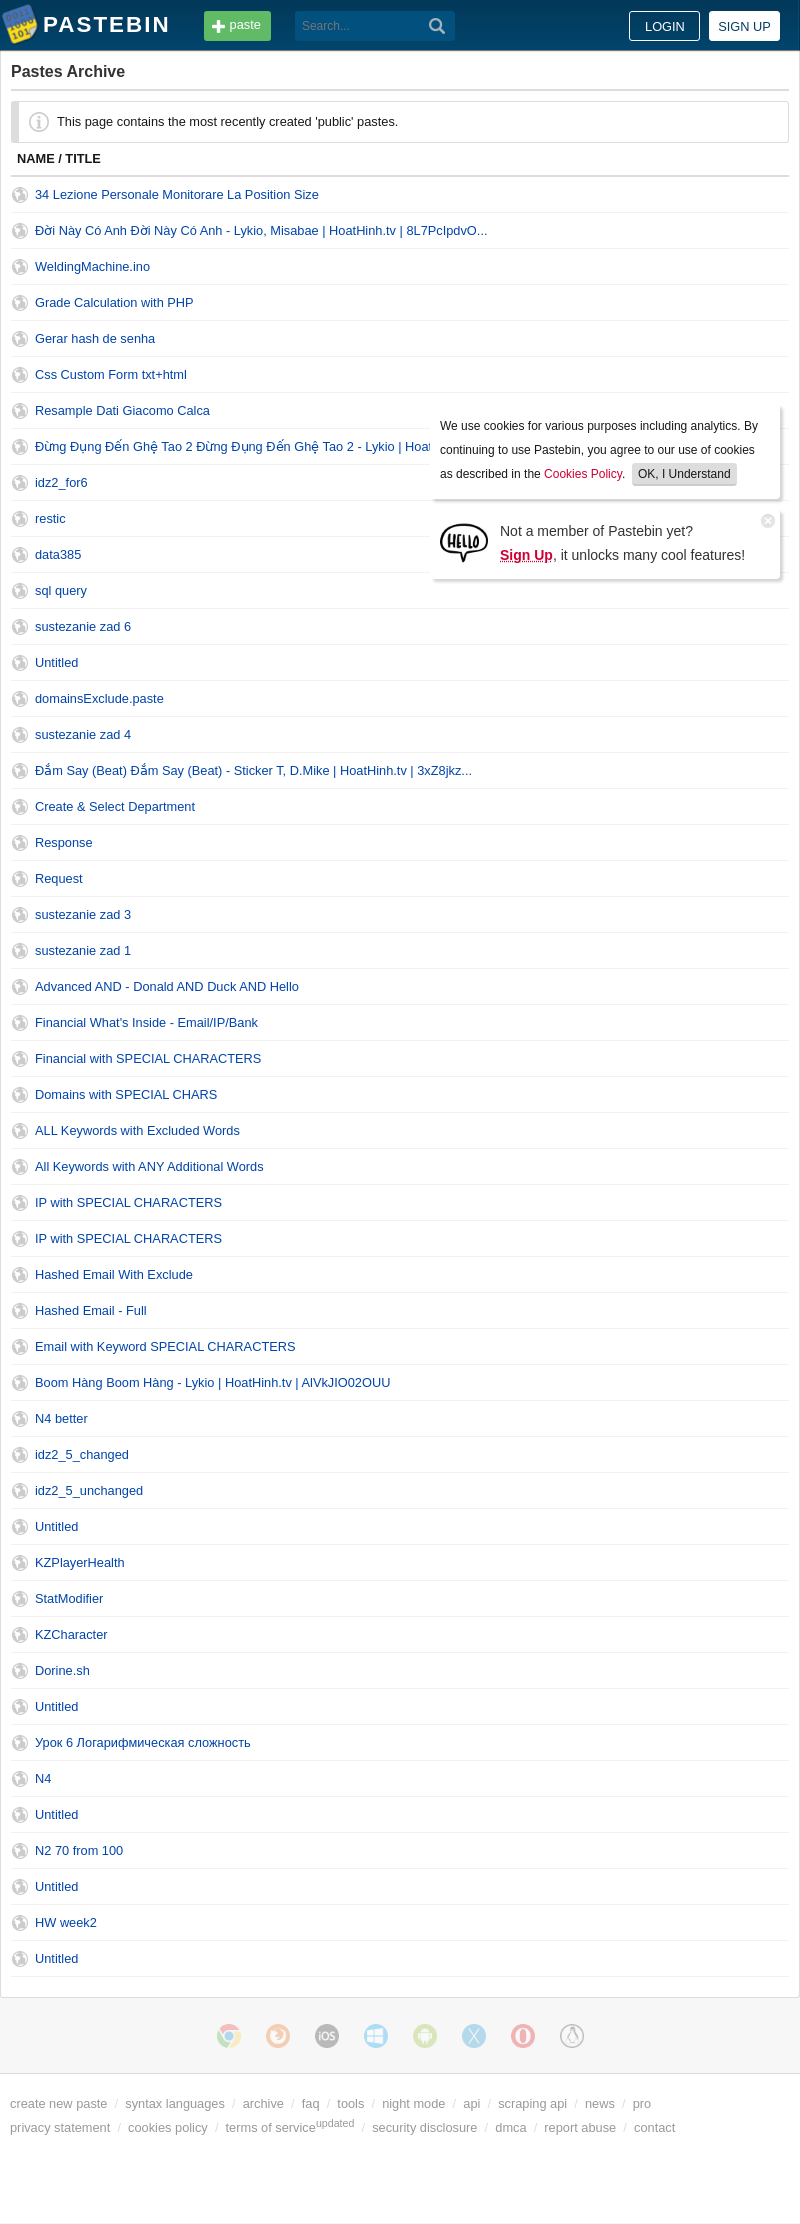 PASTEBIN
paste
Search...
LOGIN
SIGN UP
Pastes Archive
This page contains the most recently created 'public' pastes.
NAME / TITLE
34 Lezione Personale Monitorare La Position Size
Đời Này Có Anh Đời Này Có Anh - Lykio, Misabae | HoatHinh.tv | 8L7PcIpdvO...
WeldingMachine.ino
Grade Calculation with PHP
Gerar hash de senha
Css Custom Form txt+html
Resample Dati Giacomo Calca
Đừng Đụng Đến Ghệ Tao 2 Đừng Đụng Đến Ghệ Tao 2 - Lykio | Hoat
idz2_for6
restic
data385
sql query
We use cookies for various purposes including analytics. By
continuing to use Pastebin, you agree to our use of cookies
as described in the Cookies Policy. OK, I Understand
HELLO
Not a member of Pastebin yet?
Sign Up, it unlocks many cool features!
sustezanie zad 6
Untitled
domainsExclude.paste
sustezanie zad 4
Đắm Say (Beat) Đắm Say (Beat) - Sticker T, D.Mike | HoatHinh.tv | 3xZ8jkz...
Create & Select Department
Response
Request
sustezanie zad 3
sustezanie zad 1
Advanced AND - Donald AND Duck AND Hello
Financial What's Inside - Email/IP/Bank
Financial with SPECIAL CHARACTERS
Domains with SPECIAL CHARS
ALL Keywords with Excluded Words
All Keywords with ANY Additional Words
IP with SPECIAL CHARACTERS
IP with SPECIAL CHARACTERS
Hashed Email With Exclude
Hashed Email - Full
Email with Keyword SPECIAL CHARACTERS
Boom Hàng Boom Hàng - Lykio | HoatHinh.tv | AlVkJIO02OUU
N4 better
idz2_5_changed
idz2_5_unchanged
Untitled
KZPlayerHealth
StatModifier
KZCharacter
Dorine.sh
Untitled
Урок 6 Логарифмическая сложность
N4
Untitled
N2 70 from 100
Untitled
HW week2
Untitled
iOS
create new paste / syntax languages / archive / faq / tools / night mode / api / scraping api / news / pro
privacy statement / cookies policy / terms of service updated / security disclosure / dmca / report abuse / contact